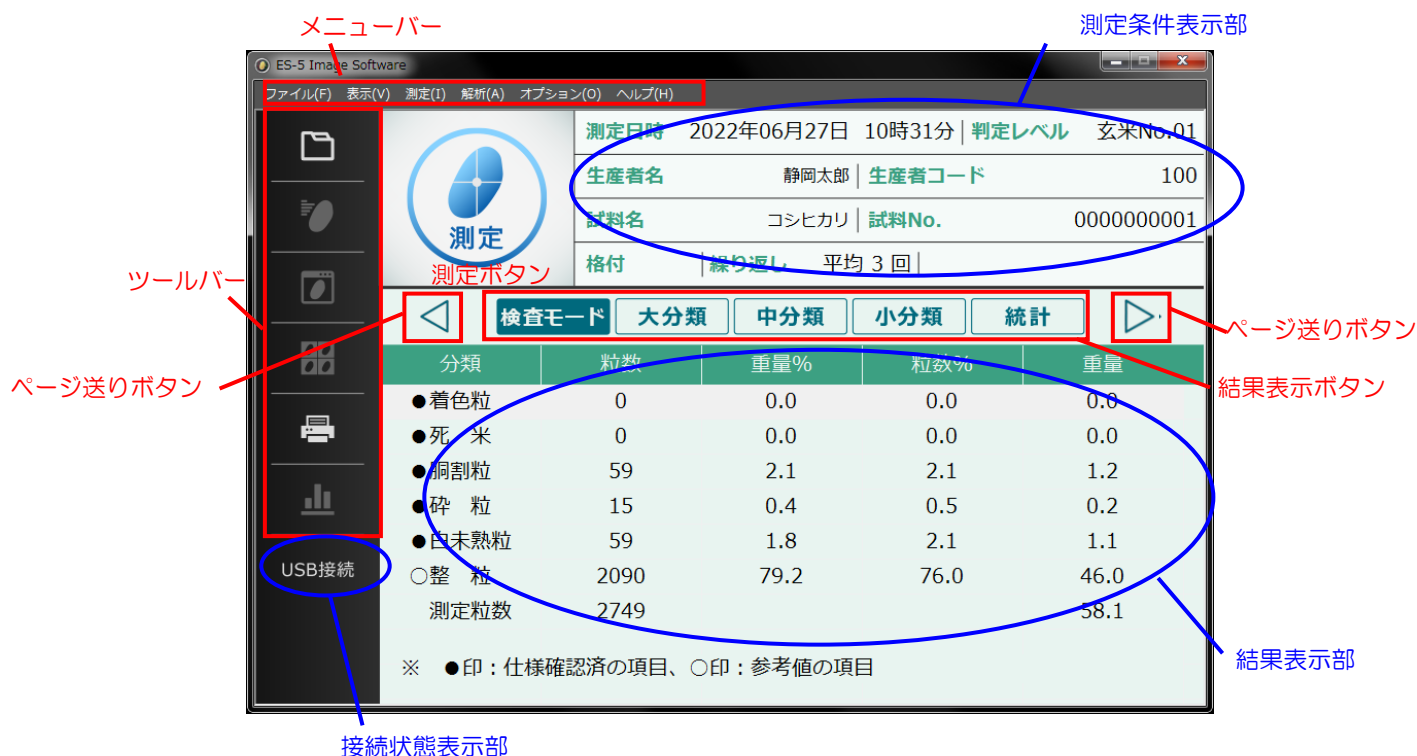 メニューバー
測定条件表示部
ES-5 Image Software
ファイル(F) 表示(V) 測定(I) 解析(A) オプション(O) ヘルプ(H)
測定日時 2022年06月27日 10時31分 判定レベル 玄米No.01
生産者名 静岡太郎 生産者コード 100
試料名 コシヒカリ 試料No. 0000000001
格付 繰り返し 平均 3 回
測定
測定ボタン
ツールバー
検査モード 大分類 中分類 小分類 統計
ページ送りボタン
ページ送りボタン
結果表示ボタン
分類 粒数 重量% 粒数% 重量
●着色粒 0 0.0 0.0 0.0
●死 米 0 0.0 0.0 0.0
●胴割粒 59 2.1 2.1 1.2
●砕 粒 15 0.4 0.5 0.2
●白未熟粒 59 1.8 2.1 1.1
○整 粒 2090 79.2 76.0 46.0
測定粒数 2749 58.1
※ ●印:仕様確認済の項目、○印:参考値の項目
USB接続
結果表示部
接続状態表示部